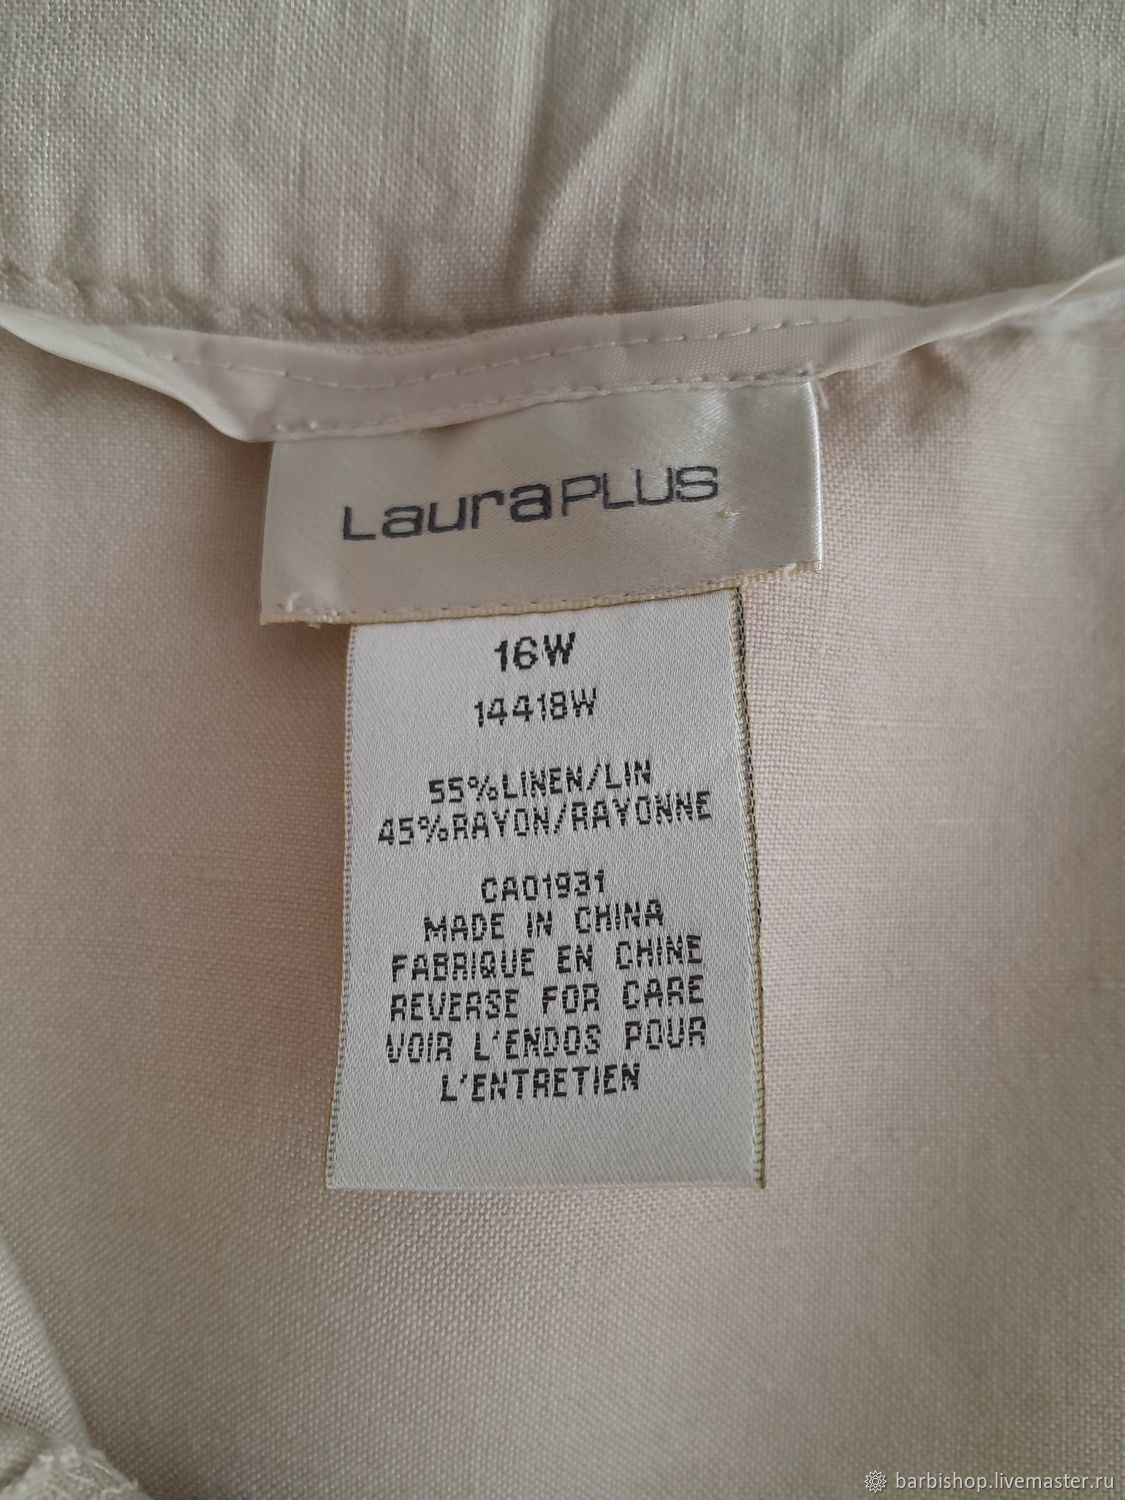 LauraPLUS
16W
14418W
55%LINEN/LIN
45%RAYON/RAYONNE
CA01931
MADE IN CHINA
FABRIQUE EN CHINE
REVERSE FOR CARE
VOIR L'ENDOS POUR
L'ENTRETIEN
barbishop.livemaster.ru